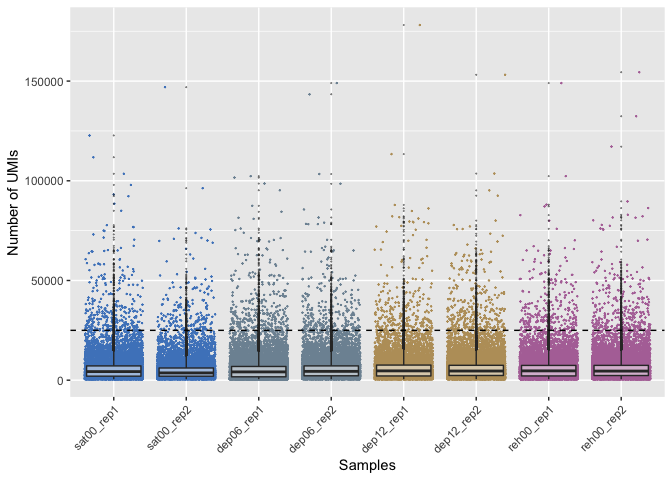 150000
100000
50000
0
Number of UMIs
sat00_rep1
sat00_rep2
dep06_rep1
dep06_rep2
dep12_rep1
dep12_rep2
reh00_rep1
reh00_rep2
Samples